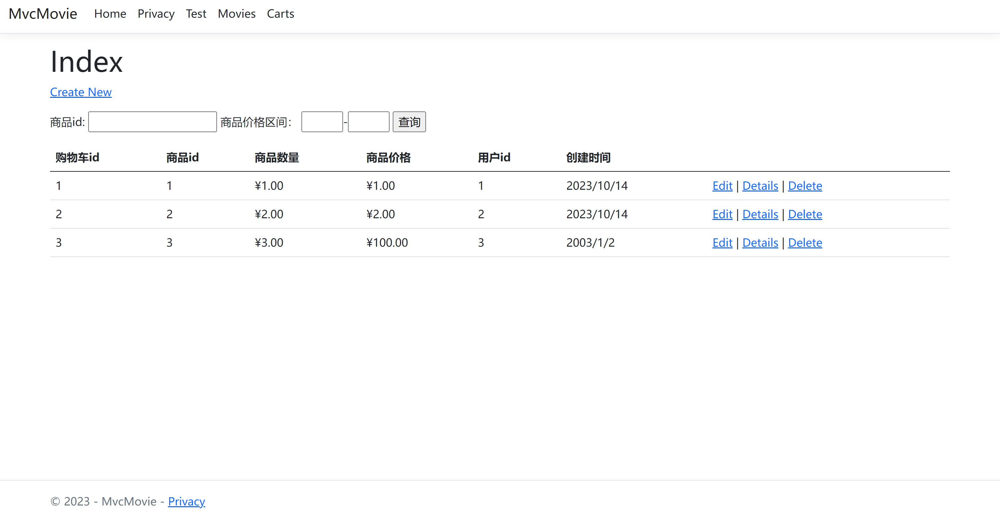 MvcMovie Home Privacy Test Movies Carts
Index
Create New
商品id: 商品价格区间： - 查询
购物车id 商品id 商品数量 商品价格 用户id 创建时间
1 1 ¥1.00 ¥1.00 1 2023/10/14 Edit | Details | Delete
2 2 ¥2.00 ¥2.00 2 2023/10/14 Edit | Details | Delete
3 3 ¥3.00 ¥100.00 3 2003/1/2 Edit | Details | Delete
© 2023 - MvcMovie - Privacy